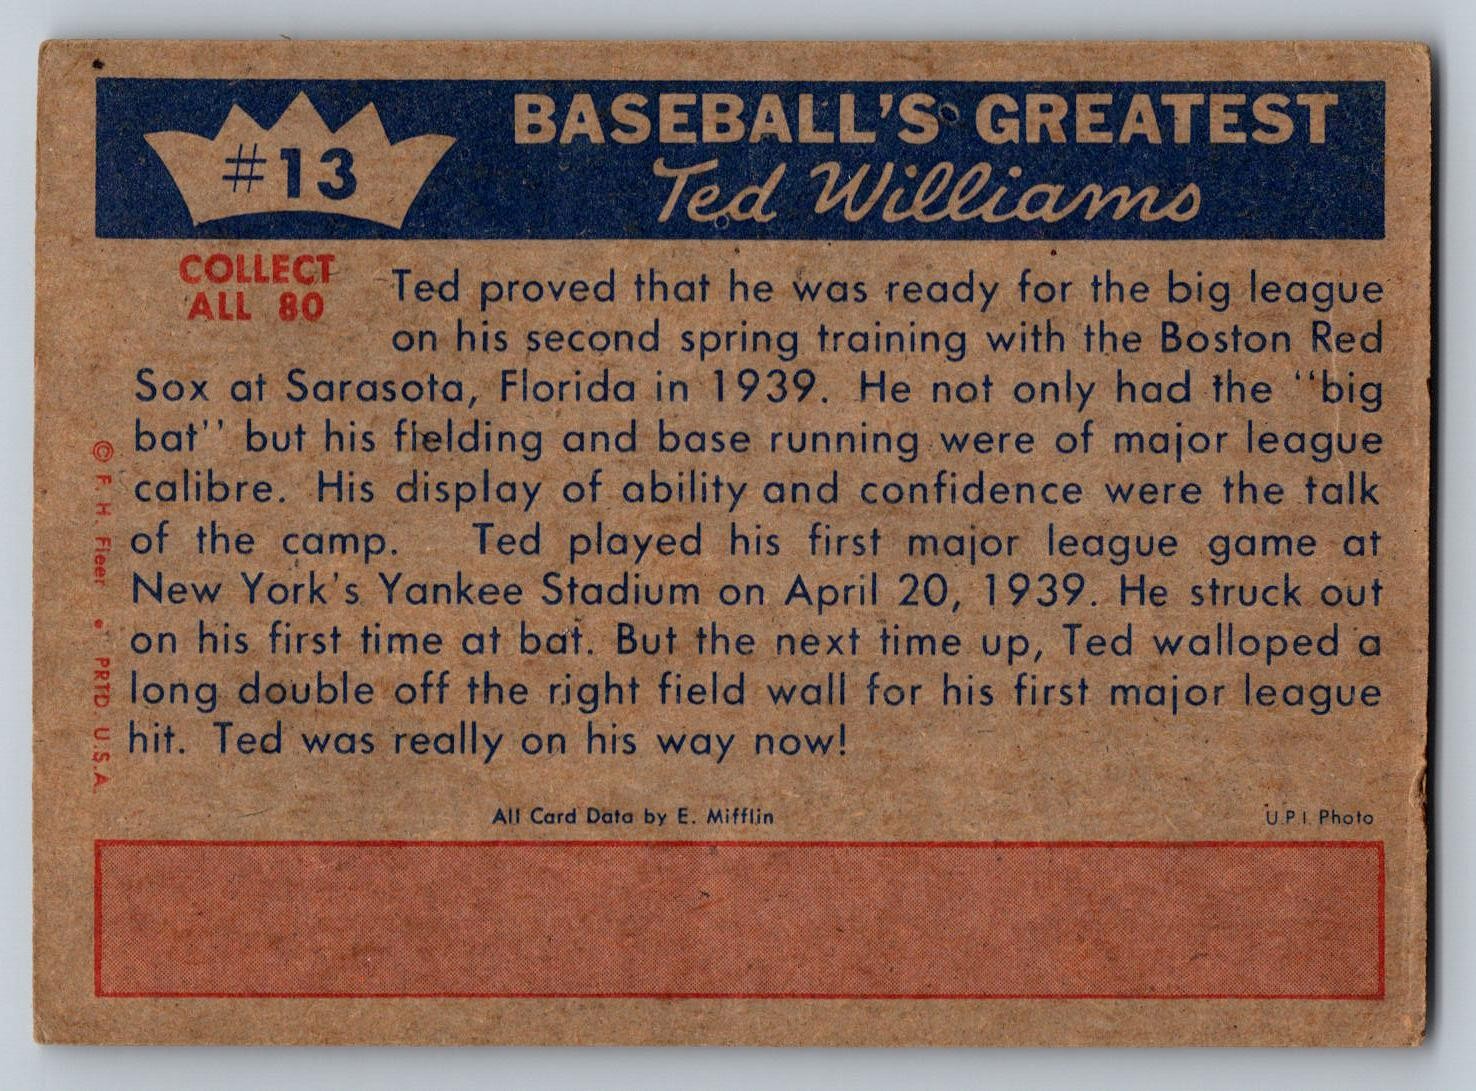 #13
BASEBALL'S GREATEST
Ted Williams
COLLECT
ALL 80
Ted proved that he was ready for the big league
on his second spring training with the Boston Red
Sox at Sarasota, Florida in 1939. He not only had the "big
bat" but his fielding and base running were of major league
calibre. His display of ability and confidence were the talk
of the camp. Ted played his first major league game at
New York's Yankee Stadium on April 20, 1939. He struck out
on his first time at bat. But the next time up, Ted walloped a
long double off the right field wall for his first major league
hit. Ted was really on his way now!
© F. H. Fleer • PRTD. U.S.A.
All Card Data by E. Mifflin
U.P.I. Photo